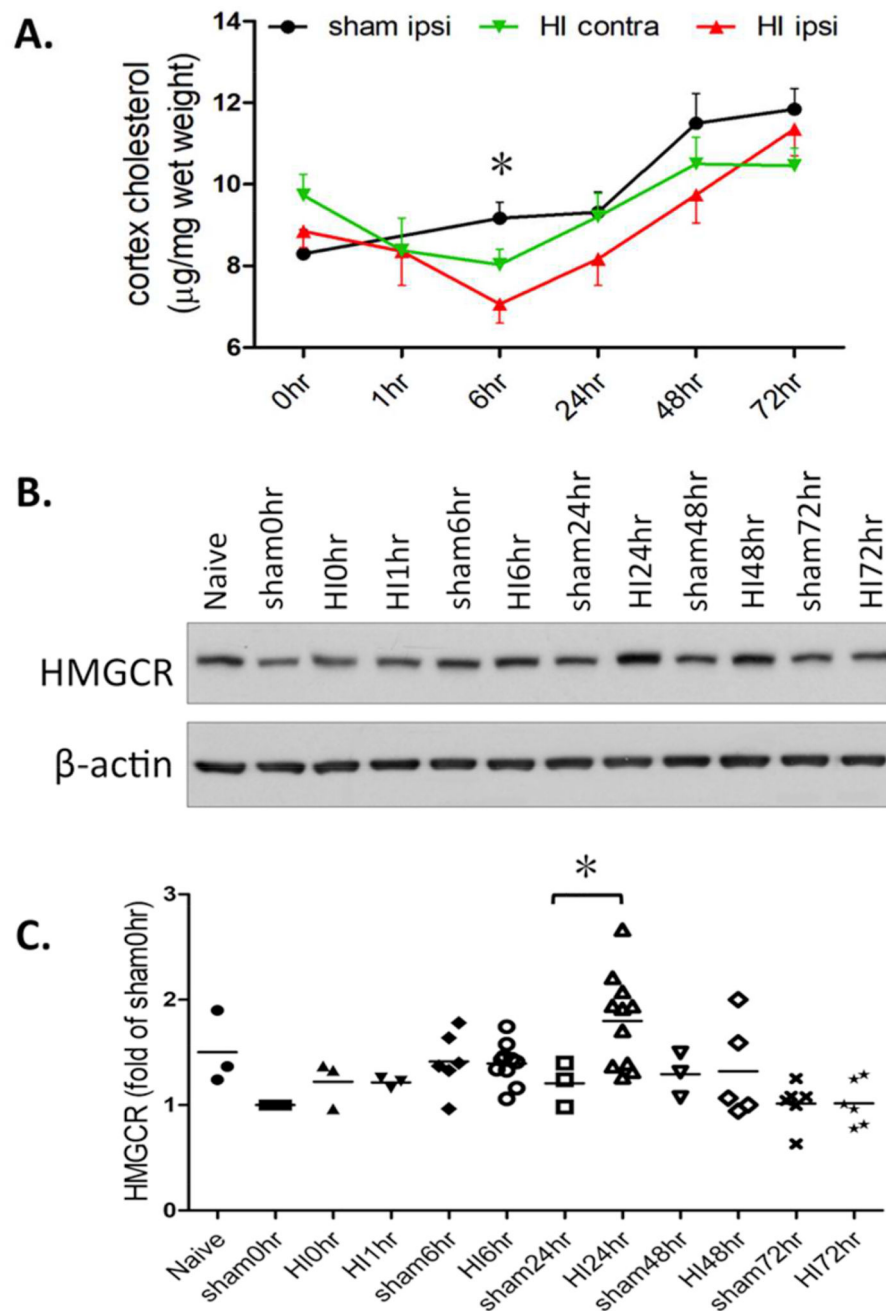 A.
sham ipsi HI contra HI ipsi
cortex cholesterol
(µg/mg wet weight)
14
12
10
8
6
*
0hr 1hr 6hr 24hr 48hr 72hr
B.
Naive sham0hr HI0hr HI1hr sham6hr HI6hr sham24hr HI24hr sham48hr HI48hr sham72hr HI72hr
HMGCR
β-actin
C.
HMGCR (fold of sham0hr)
3
2
1
0
*
Naive sham0hr HI0hr HI1hr sham6hr HI6hr sham24hr HI24hr sham48hr HI48hr sham72hr HI72hr